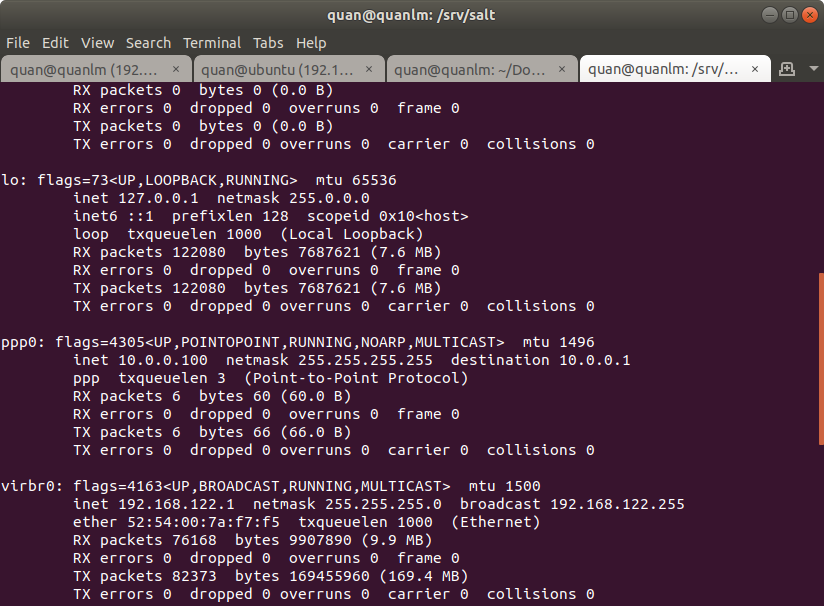 quan@quanlm: /srv/salt
File Edit View Search Terminal Tabs Help
quan@quanlm (192.... × quan@ubuntu (192.1... × quan@quanlm: ~/Do... × quan@quanlm: /srv/... ×
RX packets 0  bytes 0 (0.0 B)
RX errors 0  dropped 0  overruns 0  frame 0
TX packets 0  bytes 0 (0.0 B)
TX errors 0  dropped 0 overruns 0  carrier 0  collisions 0
lo: flags=73<UP,LOOPBACK,RUNNING>  mtu 65536
inet 127.0.0.1  netmask 255.0.0.0
inet6 ::1  prefixlen 128  scopeid 0x10<host>
loop  txqueuelen 1000  (Local Loopback)
RX packets 122080  bytes 7687621 (7.6 MB)
RX errors 0  dropped 0  overruns 0  frame 0
TX packets 122080  bytes 7687621 (7.6 MB)
TX errors 0  dropped 0 overruns 0  carrier 0  collisions 0
ppp0: flags=4305<UP,POINTOPOINT,RUNNING,NOARP,MULTICAST>  mtu 1496
inet 10.0.0.100  netmask 255.255.255.255  destination 10.0.0.1
ppp  txqueuelen 3  (Point-to-Point Protocol)
RX packets 6  bytes 60 (60.0 B)
RX errors 0  dropped 0  overruns 0  frame 0
TX packets 6  bytes 66 (66.0 B)
TX errors 0  dropped 0 overruns 0  carrier 0  collisions 0
virbr0: flags=4163<UP,BROADCAST,RUNNING,MULTICAST>  mtu 1500
inet 192.168.122.1  netmask 255.255.255.0  broadcast 192.168.122.255
ether 52:54:00:7a:f7:f5  txqueuelen 1000  (Ethernet)
RX packets 76168  bytes 9907890 (9.9 MB)
RX errors 0  dropped 0  overruns 0  frame 0
TX packets 82373  bytes 169455960 (169.4 MB)
TX errors 0  dropped 0 overruns 0  carrier 0  collisions 0